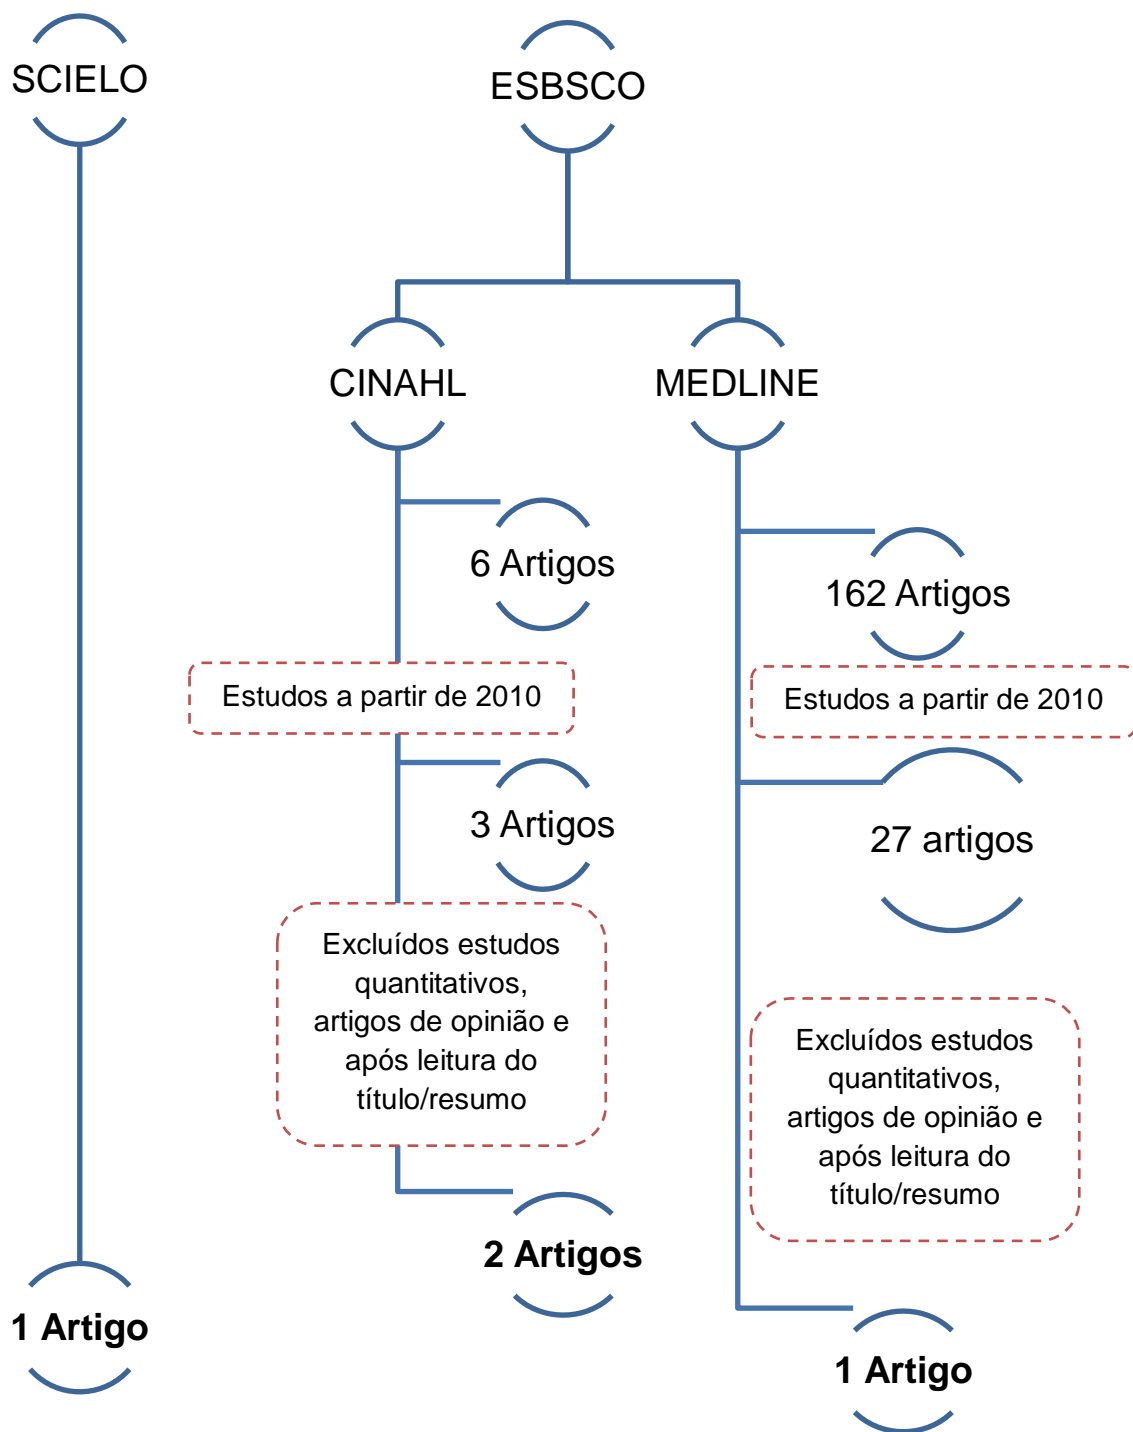 SCIELO
ESBSCO
CINAHL
MEDLINE
6 Artigos
162 Artigos
Estudos a partir de 2010
Estudos a partir de 2010
3 Artigos
27 artigos
Excluídos estudos
quantitativos,
artigos de opinião e
após leitura do
título/resumo
Excluídos estudos
quantitativos,
artigos de opinião e
após leitura do
título/resumo
2 Artigos
1 Artigo
1 Artigo